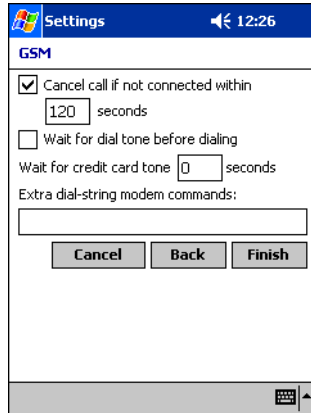 Settings 12:26
GSM
Cancel call if not connected within
120 seconds
Wait for dial tone before dialing
Wait for credit card tone 0 seconds
Extra dial-string modem commands:
Cancel Back Finish